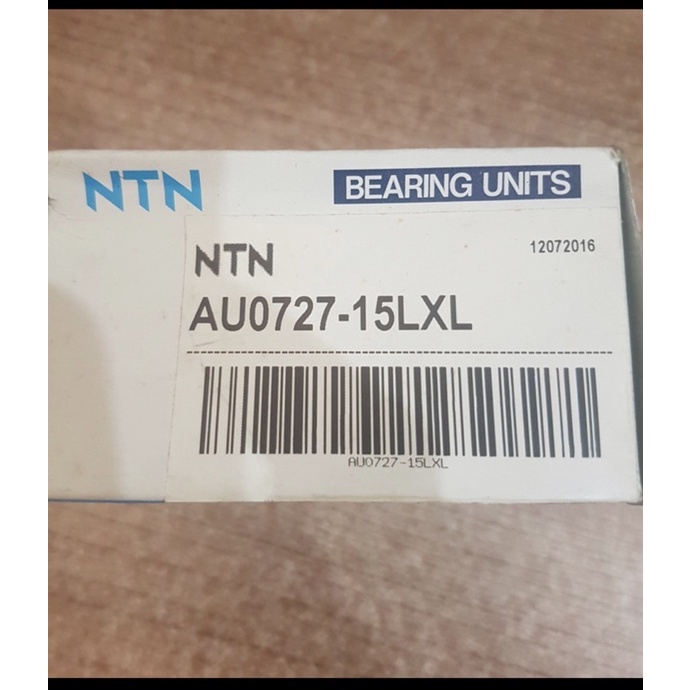 NTN
BEARING UNITS
NTN
12072016
AU0727-15LXL
AU0727-15LXL